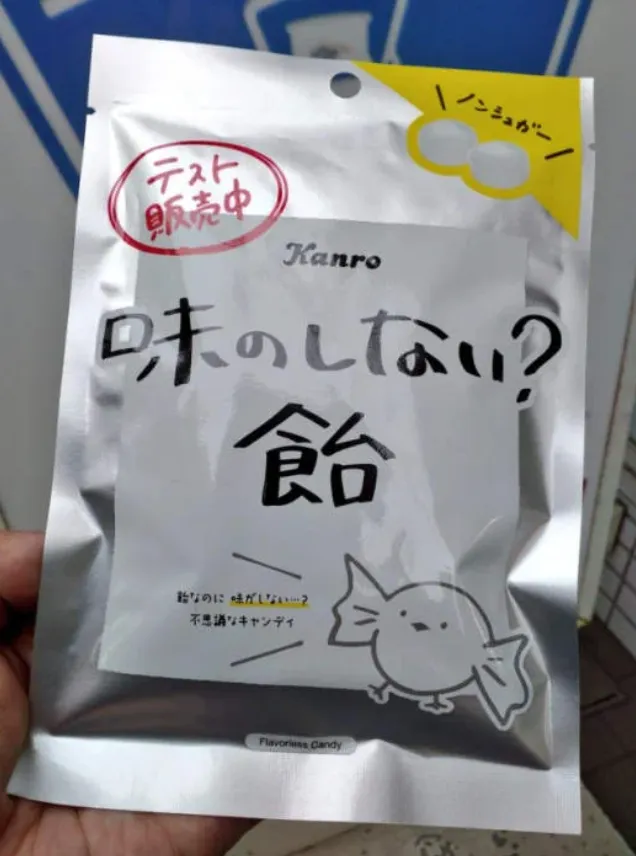 ノンシュガー
テスト
販売中
Kanro
味のしない?
飴
飴なのに 味がしない…?
不思議なキャンディ
Flavorless Candy